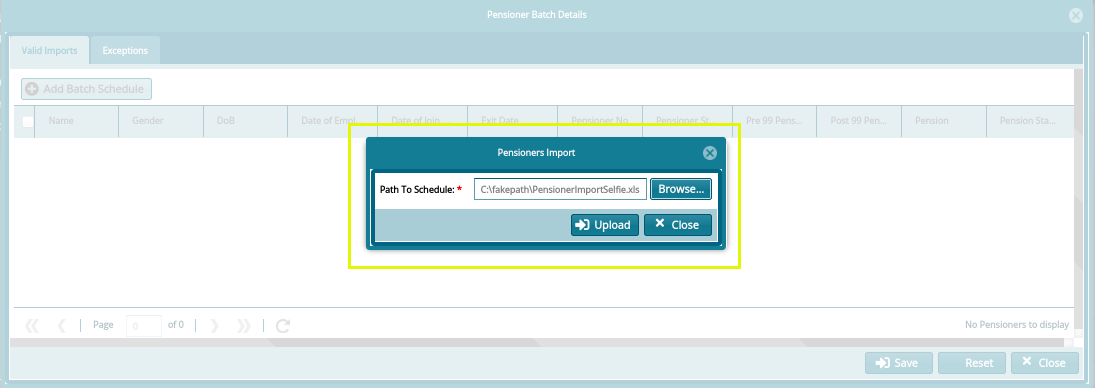 Pensioner Batch Details
Valid Imports Exceptions
Add Batch Schedule
Name Gender DoB Date of Empl... Date of Join... Exit Date Pensioner No. Pensioner St... Pre 99 Pens... Post 99 Pen... Pension Pension Sta...
Pensioners Import
Path To Schedule: * C:\fakepath\PensionerImportSelfie.xls Browse...
Upload Close
Page 0 of 0 No Pensioners to display
Save Reset Close